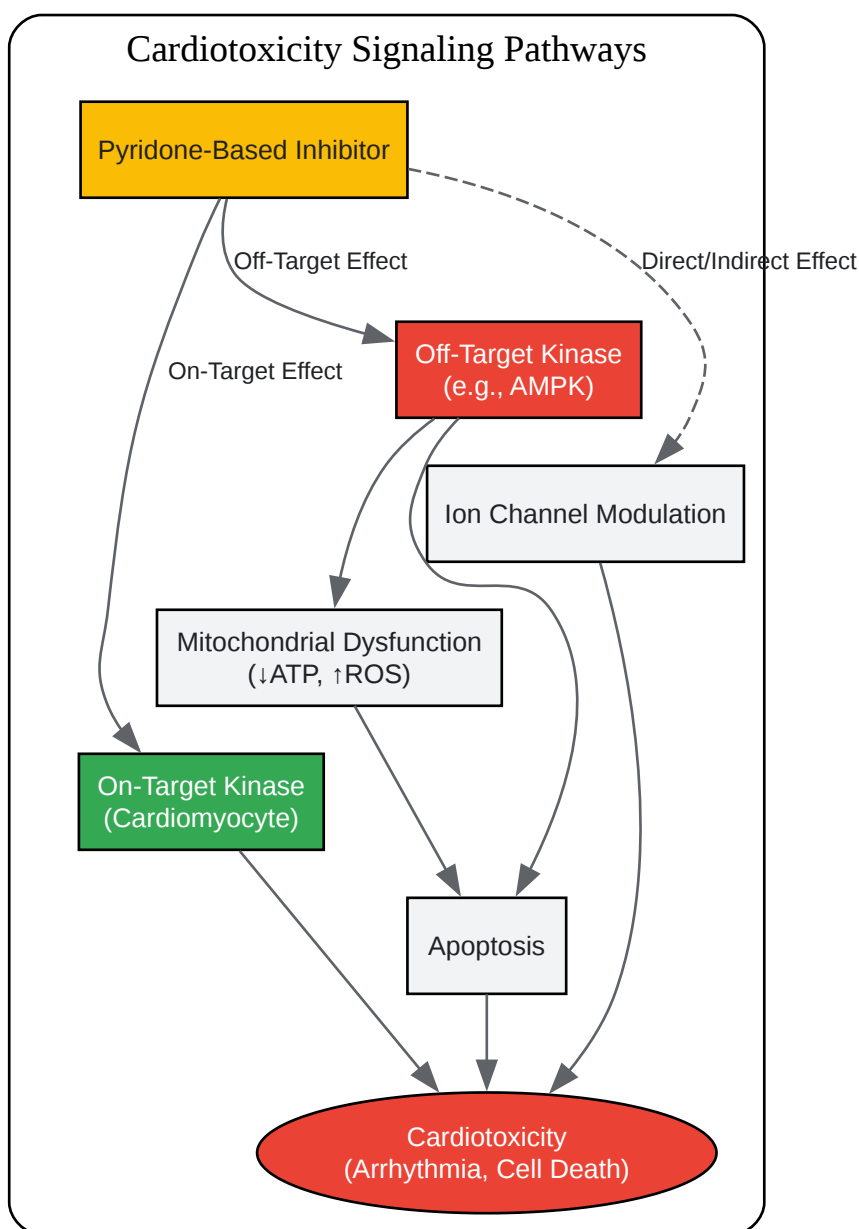 Cardiotoxicity Signaling Pathways
Pyridone-Based Inhibitor
Off-Target Effect
Direct/Indirect Effect
Off-Target Kinase
(e.g., AMPK)
On-Target Effect
Ion Channel Modulation
Mitochondrial Dysfunction
(↓ATP, ↑ROS)
On-Target Kinase
(Cardiomyocyte)
Apoptosis
Cardiotoxicity
(Arrhythmia, Cell Death)